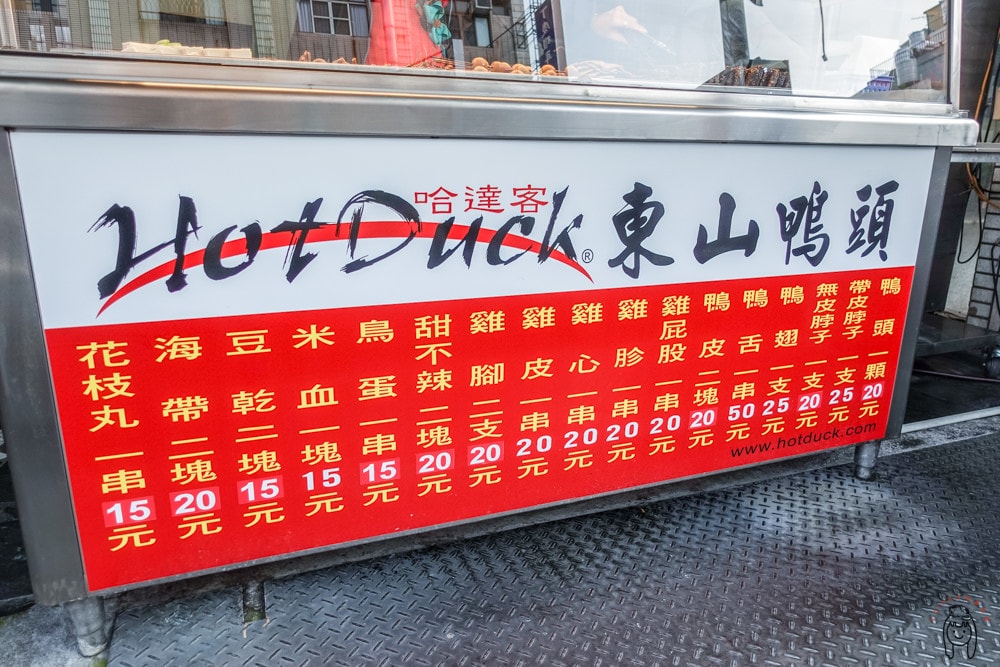 哈達客
HotDuck® 東山鴨頭
鴨頭一顆20元
帶皮脖子一支25元
無皮脖子一支20元
鴨翅一支25元
鴨舌一串50元
鴨皮一塊20元
雞屁股一串20元
雞胗一串20元
雞心一串20元
雞皮一串20元
雞腳二支20元
甜不辣二塊20元
鳥蛋一串15元
米血一塊15元
豆乾二塊15元
海帶二塊20元
花枝丸一串15元
www.hotduck.com